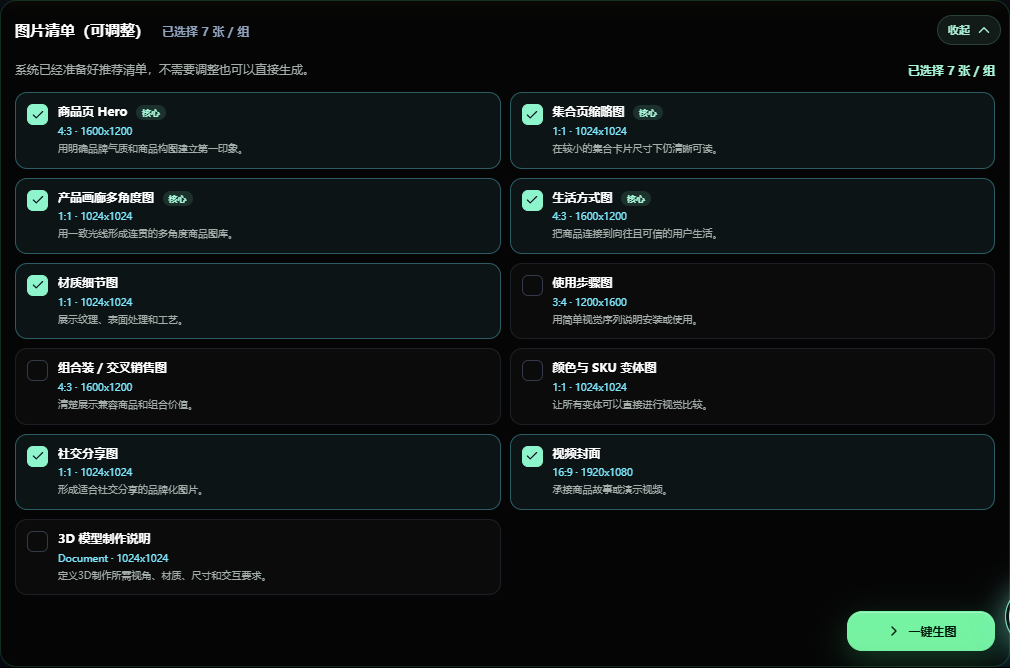 图片清单（可调整） 已选择 7 张 / 组
收起
系统已经准备好推荐清单，不需要调整也可以直接生成。
已选择 7 张 / 组
商品页 Hero 核心
4:3 · 1600x1200
用明确品牌气质和商品构图建立第一印象。
集合页缩略图 核心
1:1 · 1024x1024
在较小的集合卡片尺寸下仍清晰可读。
产品画廊多角度图 核心
1:1 · 1024x1024
用一致光线形成连贯的多角度商品图库。
生活方式图 核心
4:3 · 1600x1200
把商品连接到向往且可信的用户生活。
材质细节图
1:1 · 1024x1024
展示纹理、表面处理和工艺。
使用步骤图
3:4 · 1200x1600
用简单视觉序列说明安装或使用。
组合装 / 交叉销售图
4:3 · 1600x1200
清楚展示兼容商品和组合价值。
颜色与 SKU 变体图
1:1 · 1024x1024
让所有变体可以直接进行视觉比较。
社交分享图
1:1 · 1024x1024
形成适合社交分享的品牌化图片。
视频封面
16:9 · 1920x1080
承接商品故事或演示视频。
3D 模型制作说明
Document · 1024x1024
定义3D制作所需视角、材质、尺寸和交互要求。
一键生图